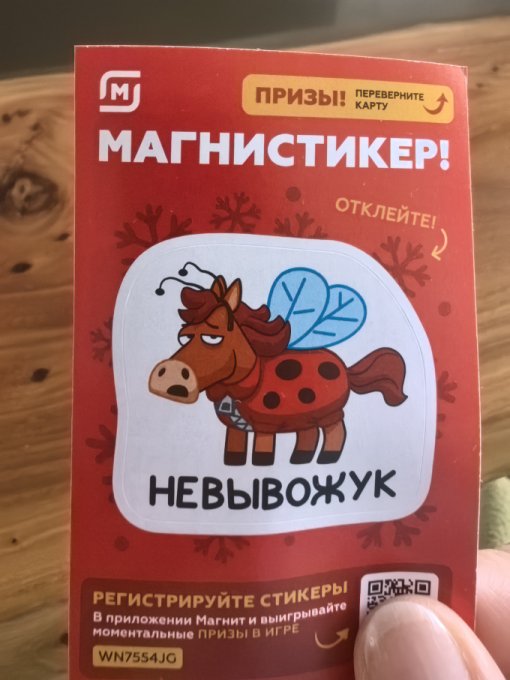 М
ПРИЗЫ! ПЕРЕВЕРНИТЕ
КАРТУ
МАГНИСТИКЕР!
ОТКЛЕЙТЕ!
НЕВЫВОЖУК
РЕГИСТРИРУЙТЕ СТИКЕРЫ
В приложении Магнит и выигрывайте
моментальные ПРИЗЫ В ИГРЕ
WN7554JG